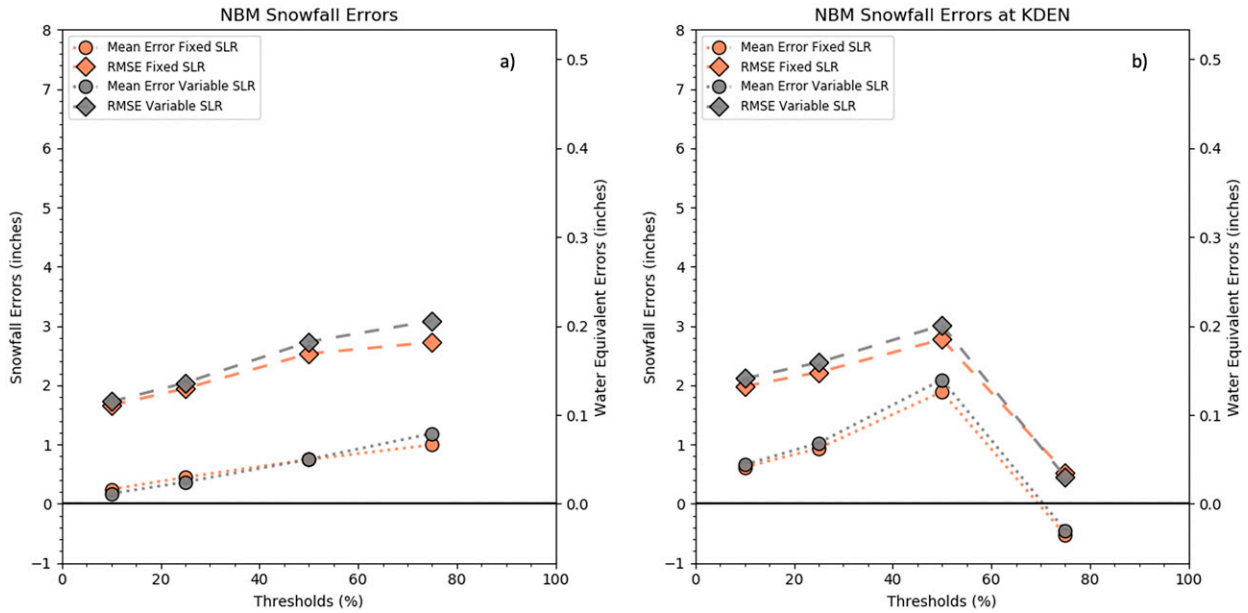 NBM Snowfall Errors
a)
Mean Error Fixed SLR
RMSE Fixed SLR
Mean Error Variable SLR
RMSE Variable SLR
8
7
6
5
4
3
2
1
0
−1
Snowfall Errors (inches)
0.5
0.4
0.3
0.2
0.1
0.0
Water Equivalent Errors (inches)
0 20 40 60 80 100
Thresholds (%)
NBM Snowfall Errors at KDEN
b)
Mean Error Fixed SLR
RMSE Fixed SLR
Mean Error Variable SLR
RMSE Variable SLR
8
7
6
5
4
3
2
1
0
−1
Snowfall Errors (inches)
0.5
0.4
0.3
0.2
0.1
0.0
Water Equivalent Errors (inches)
0 20 40 60 80 100
Thresholds (%)